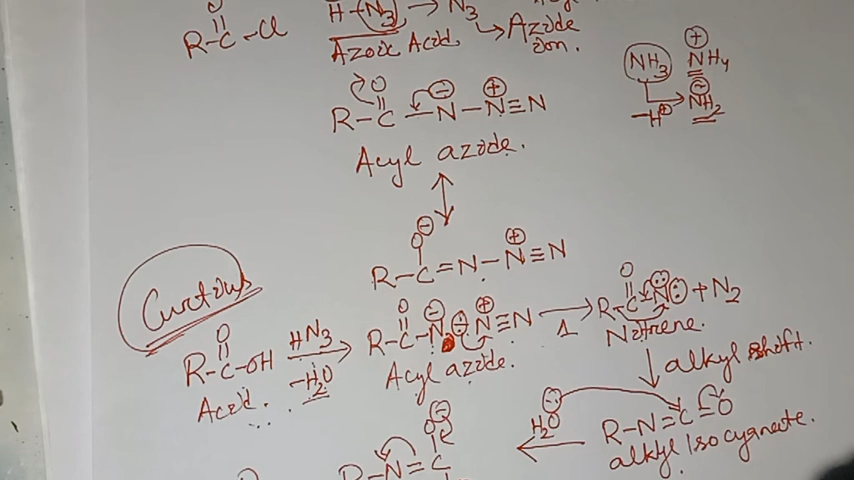 O
R-C-Cl
H-(N3) → N3
Azoic Acid.
Azide
ion.
⊕
NH3 NH4
⊖
-H⊕ NH2
O ⊖ ⊕
R-C-N-N≡N
Acyl azide.
O⊖ ⊕
R-C=N-N≡N
Curctious
O
R-C-OH
Acid.
HN3
-H2O
O ⊖ ⊕
R-C-N-N≡N
Acyl azide.
Δ
O
R-C-N + N2
Nitrene.
alkyl shift.
H2O
R-N=C=O
alkyl Isocyanate.
O⊖
R-N=C